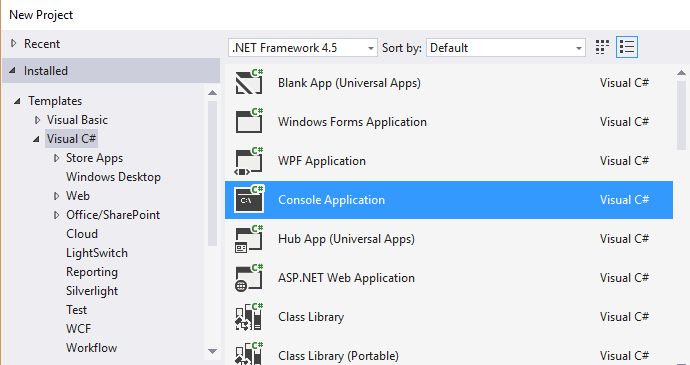 New Project
Recent
Installed
Templates
Visual Basic
Visual C#
Store Apps
Windows Desktop
Web
Office/SharePoint
Cloud
LightSwitch
Reporting
Silverlight
Test
WCF
Workflow
.NET Framework 4.5 Sort by: Default
C# Blank App (Universal Apps) Visual C#
C# Windows Forms Application Visual C#
C# WPF Application Visual C#
C# C:\ Console Application Visual C#
C# Hub App (Universal Apps) Visual C#
C# ASP.NET Web Application Visual C#
C# Class Library Visual C#
C# Class Library (Portable) Visual C#